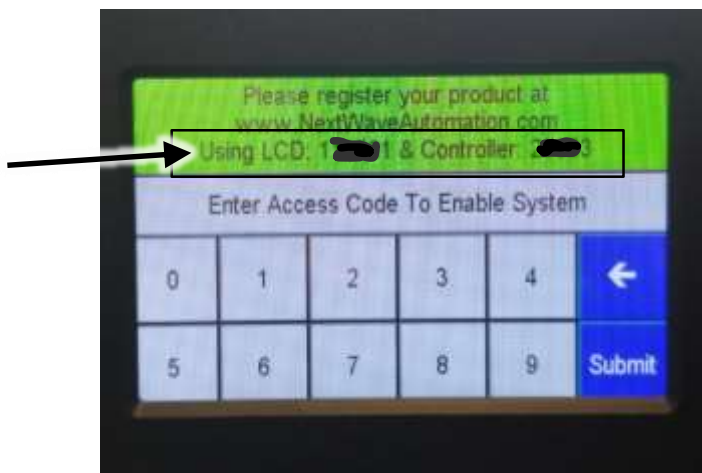 Please register your product at
www.NextWaveAutomation.com
Using LCD: & Controller:
Enter Access Code To Enable System
0 1 2 3 4
5 6 7 8 9 Submit